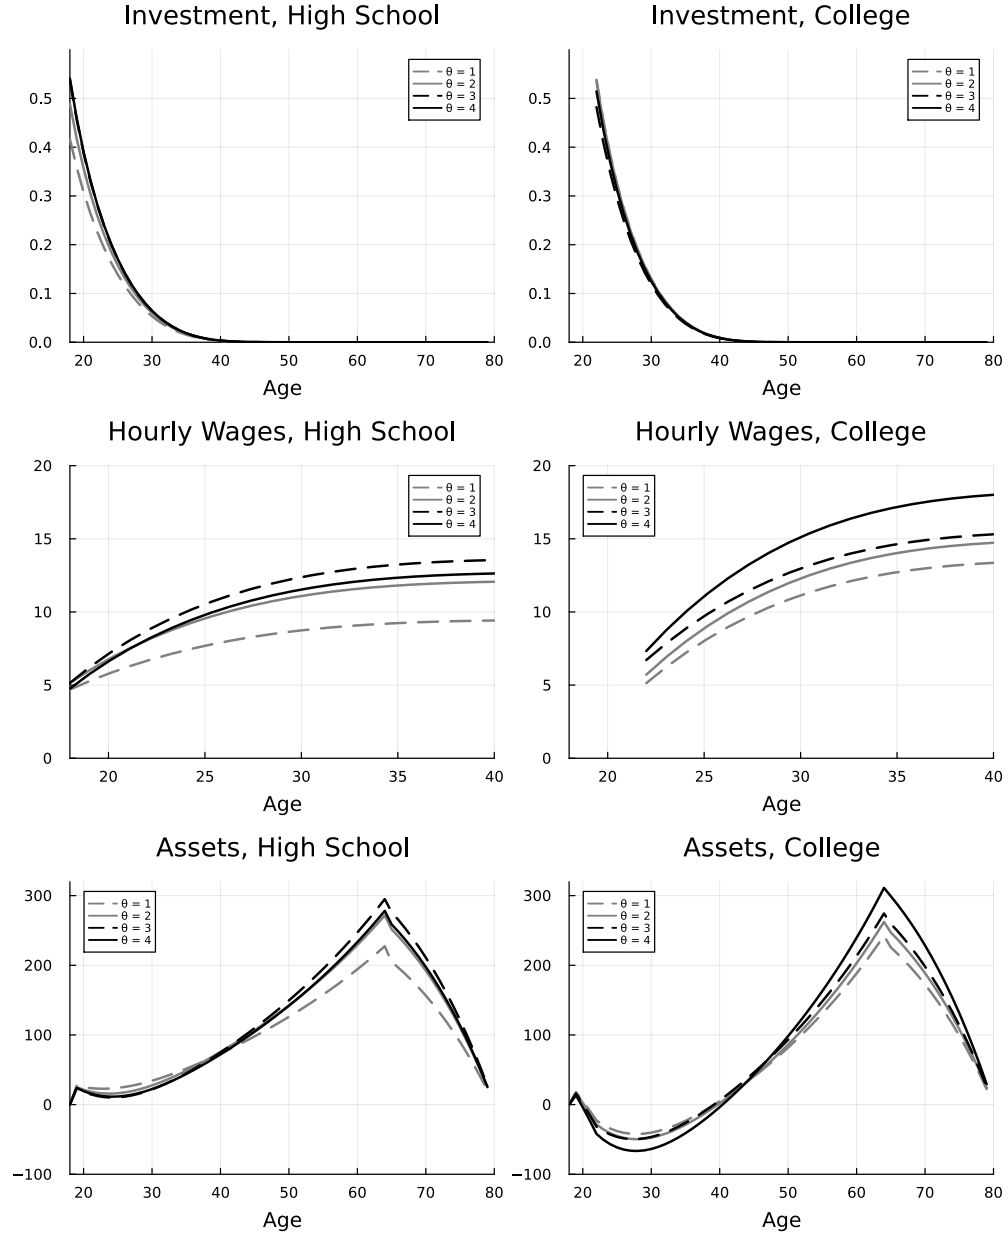 Investment, High School
θ = 1
θ = 2
θ = 3
θ = 4
0.5
0.4
0.3
0.2
0.1
0.0
20 30 40 50 60 70 80
Age
Investment, College
θ = 1
θ = 2
θ = 3
θ = 4
0.5
0.4
0.3
0.2
0.1
0.0
20 30 40 50 60 70 80
Age
Hourly Wages, High School
θ = 1
θ = 2
θ = 3
θ = 4
20
15
10
5
0
20 25 30 35 40
Age
Hourly Wages, College
θ = 1
θ = 2
θ = 3
θ = 4
20
15
10
5
0
20 25 30 35 40
Age
Assets, High School
θ = 1
θ = 2
θ = 3
θ = 4
300
200
100
0
−100
20 30 40 50 60 70 80
Age
Assets, College
θ = 1
θ = 2
θ = 3
θ = 4
300
200
100
0
−100
20 30 40 50 60 70 80
Age